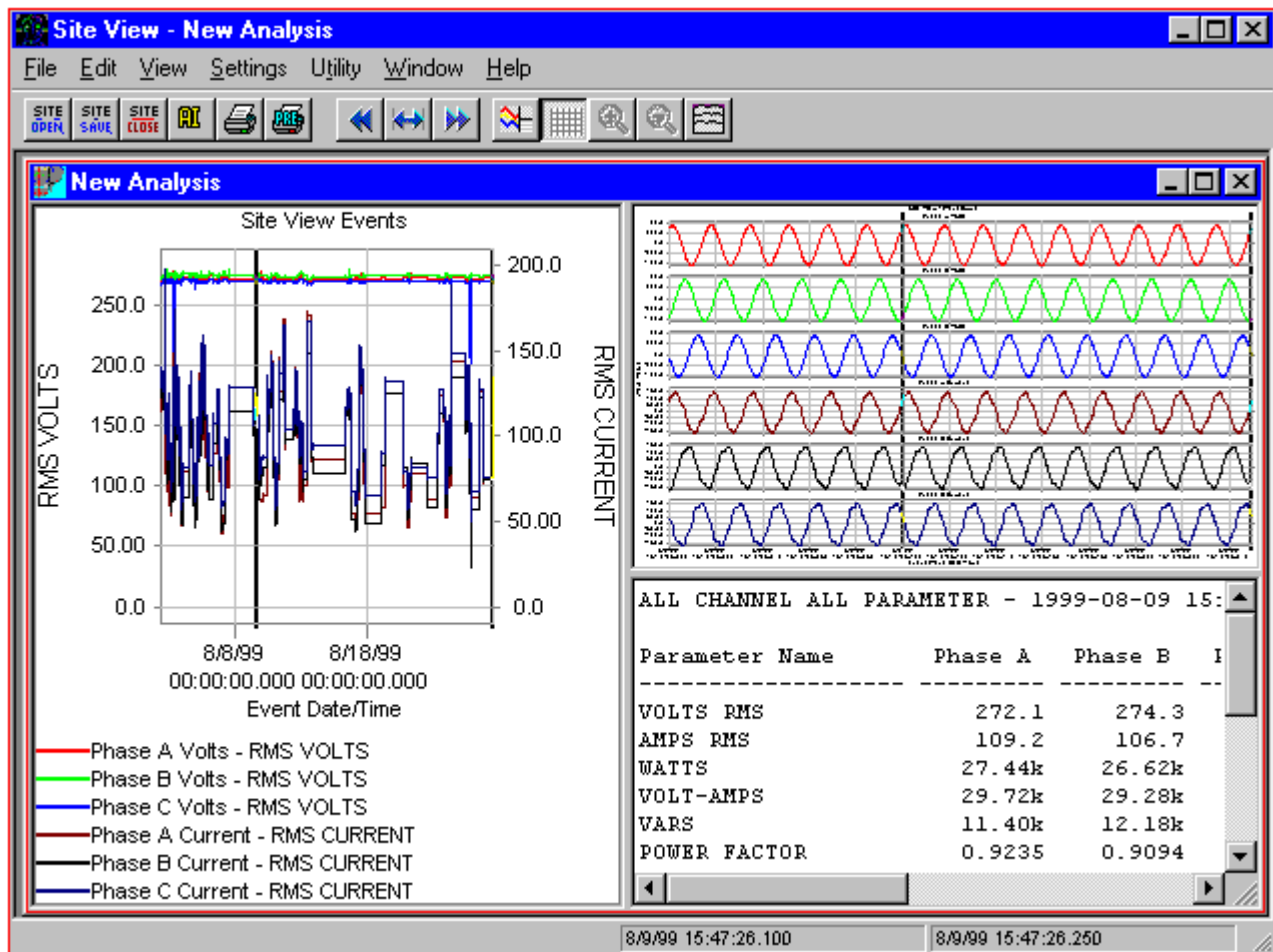 Site View - New Analysis
File Edit View Settings Utility Window Help
SITE OPEN SITE SAVE SITE CLOSE AI PRE
New Analysis
Site View Events
250.0
200.0
150.0
100.0
50.00
0.0
RMS VOLTS
200.0
150.0
100.0
50.00
0.0
RMS CURRENT
8/8/99 8/18/99
00:00:00.000 00:00:00.000
Event Date/Time
Phase A Volts - RMS VOLTS
Phase B Volts - RMS VOLTS
Phase C Volts - RMS VOLTS
Phase A Current - RMS CURRENT
Phase B Current - RMS CURRENT
Phase C Current - RMS CURRENT
ALL CHANNEL ALL PARAMETER - 1999-08-09 15:
Parameter Name Phase A Phase B
------------------- --------- --------- --
VOLTS RMS 272.1 274.3
AMPS RMS 109.2 106.7
WATTS 27.44k 26.62k
VOLT-AMPS 29.72k 29.28k
VARS 11.40k 12.18k
POWER FACTOR 0.9235 0.9094
8/9/99 15:47:26.100 8/9/99 15:47:26.250